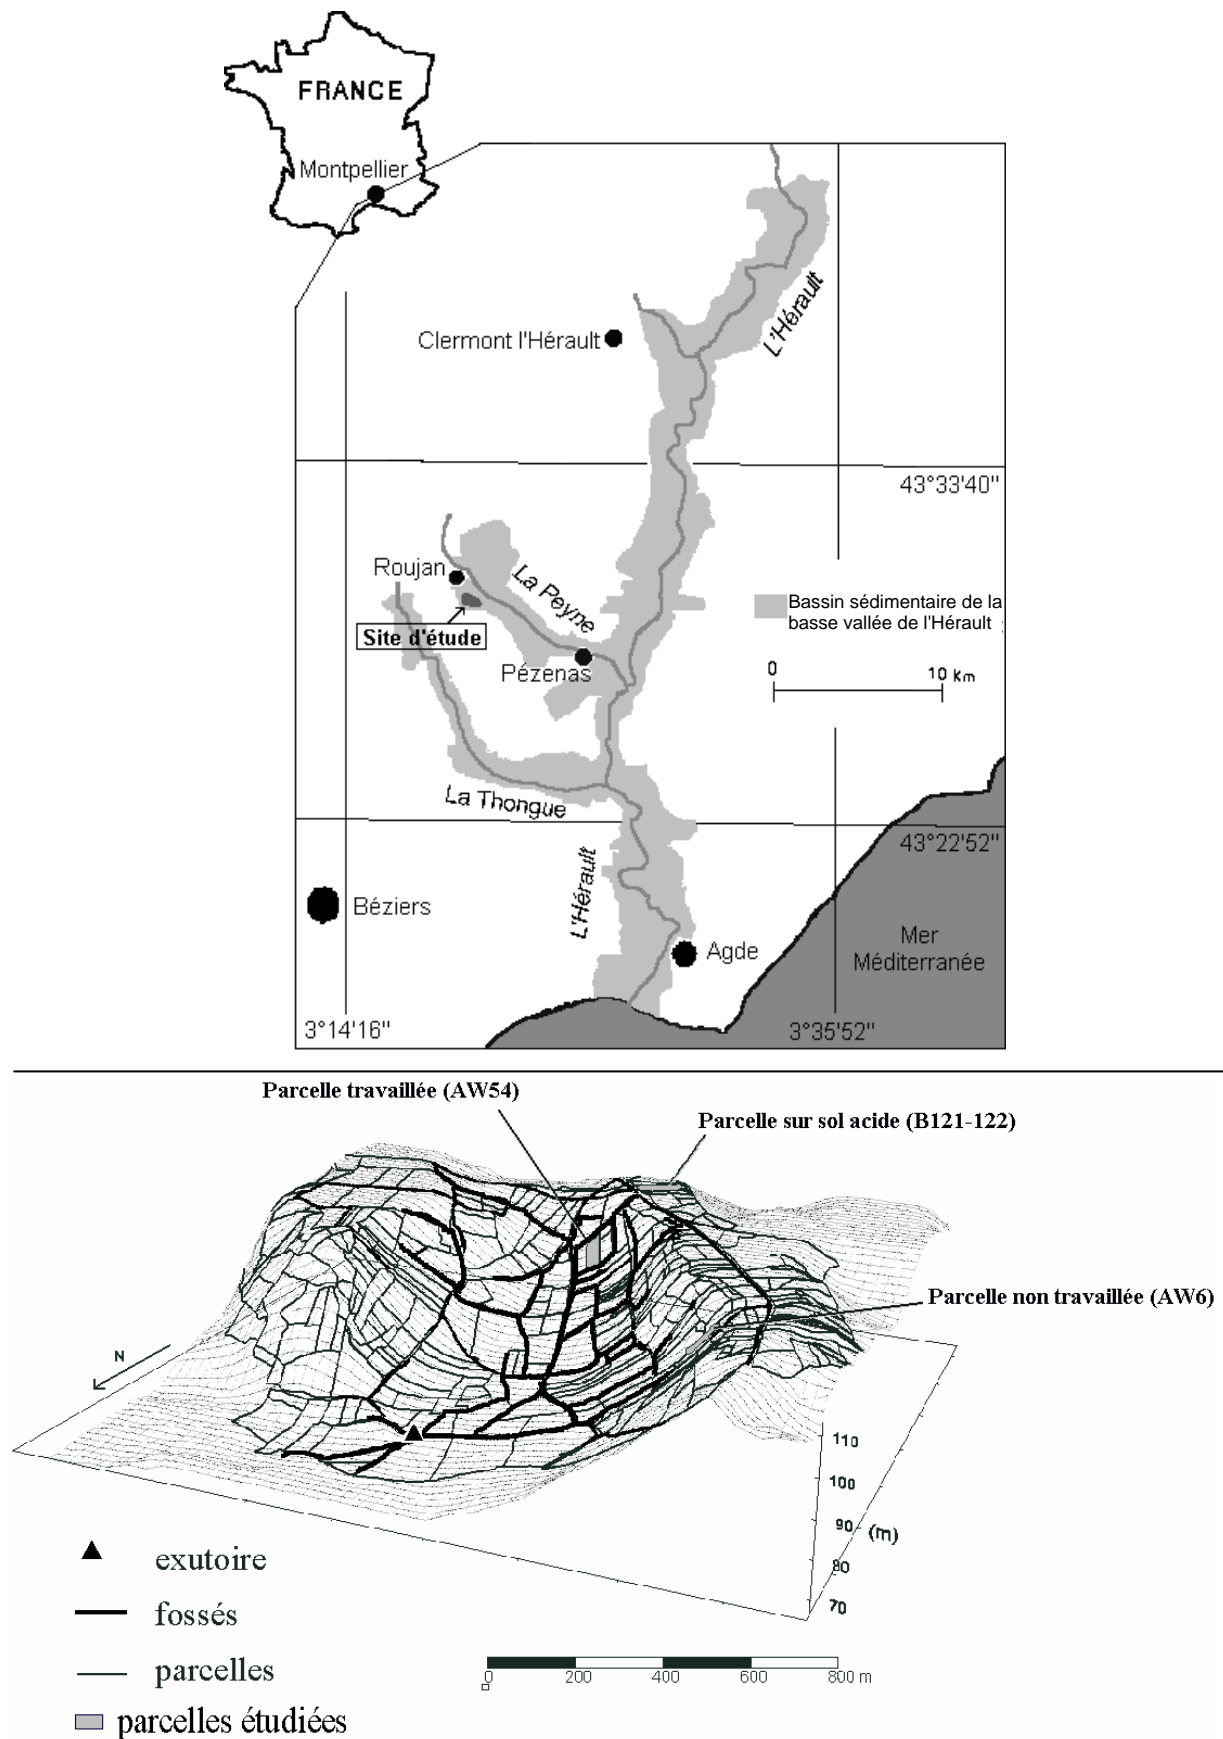 FRANCE
Montpellier
L'Hérault
Clermont l'Hérault
43°33'40"
Roujan
La Peyne
Bassin sédimentaire de la
basse vallée de l'Hérault
Site d'étude
Pézenas
0 10 Km
La Thongue
43°22'52"
L'Hérault
Béziers
Agde
Mer
Méditerranée
3°14'16"
3°35'52"
Parcelle travaillée (AW54)
Parcelle sur sol acide (B121-122)
Parcelle non travaillée (AW6)
N
110
100
90
(m)
80
70
exutoire
fossés
parcelles
0 200 400 600 800 m
parcelles étudiées